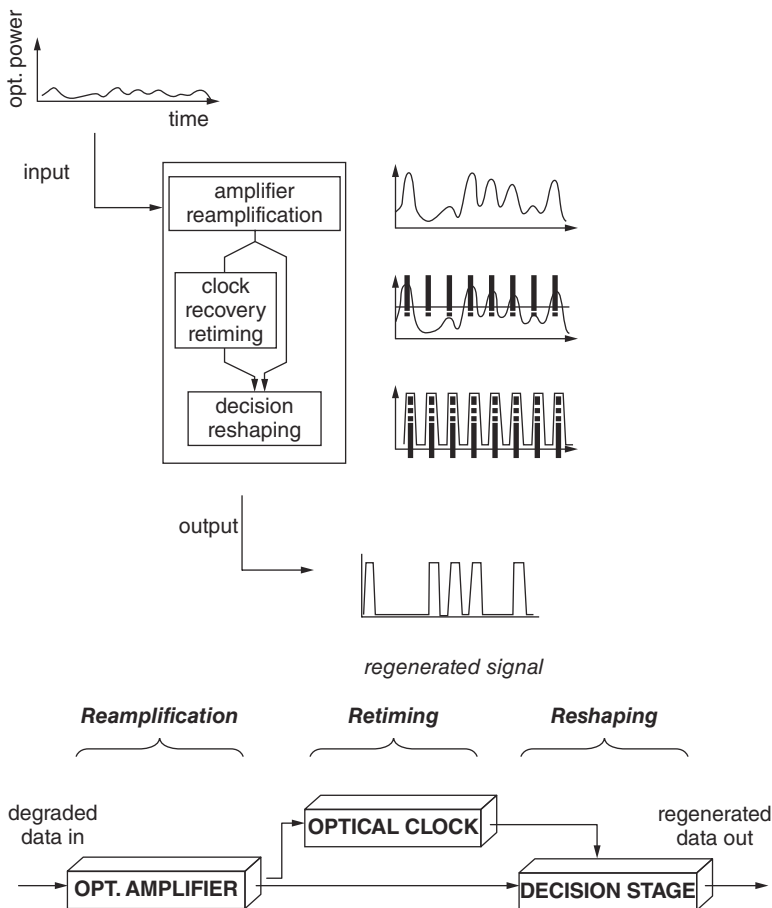 opt. power
time
input
amplifier
reamplification
clock
recovery
retiming
decision
reshaping
output
regenerated signal
Reamplification
Retiming
Reshaping
degraded
data in
OPTICAL CLOCK
regenerated
data out
OPT. AMPLIFIER
DECISION STAGE